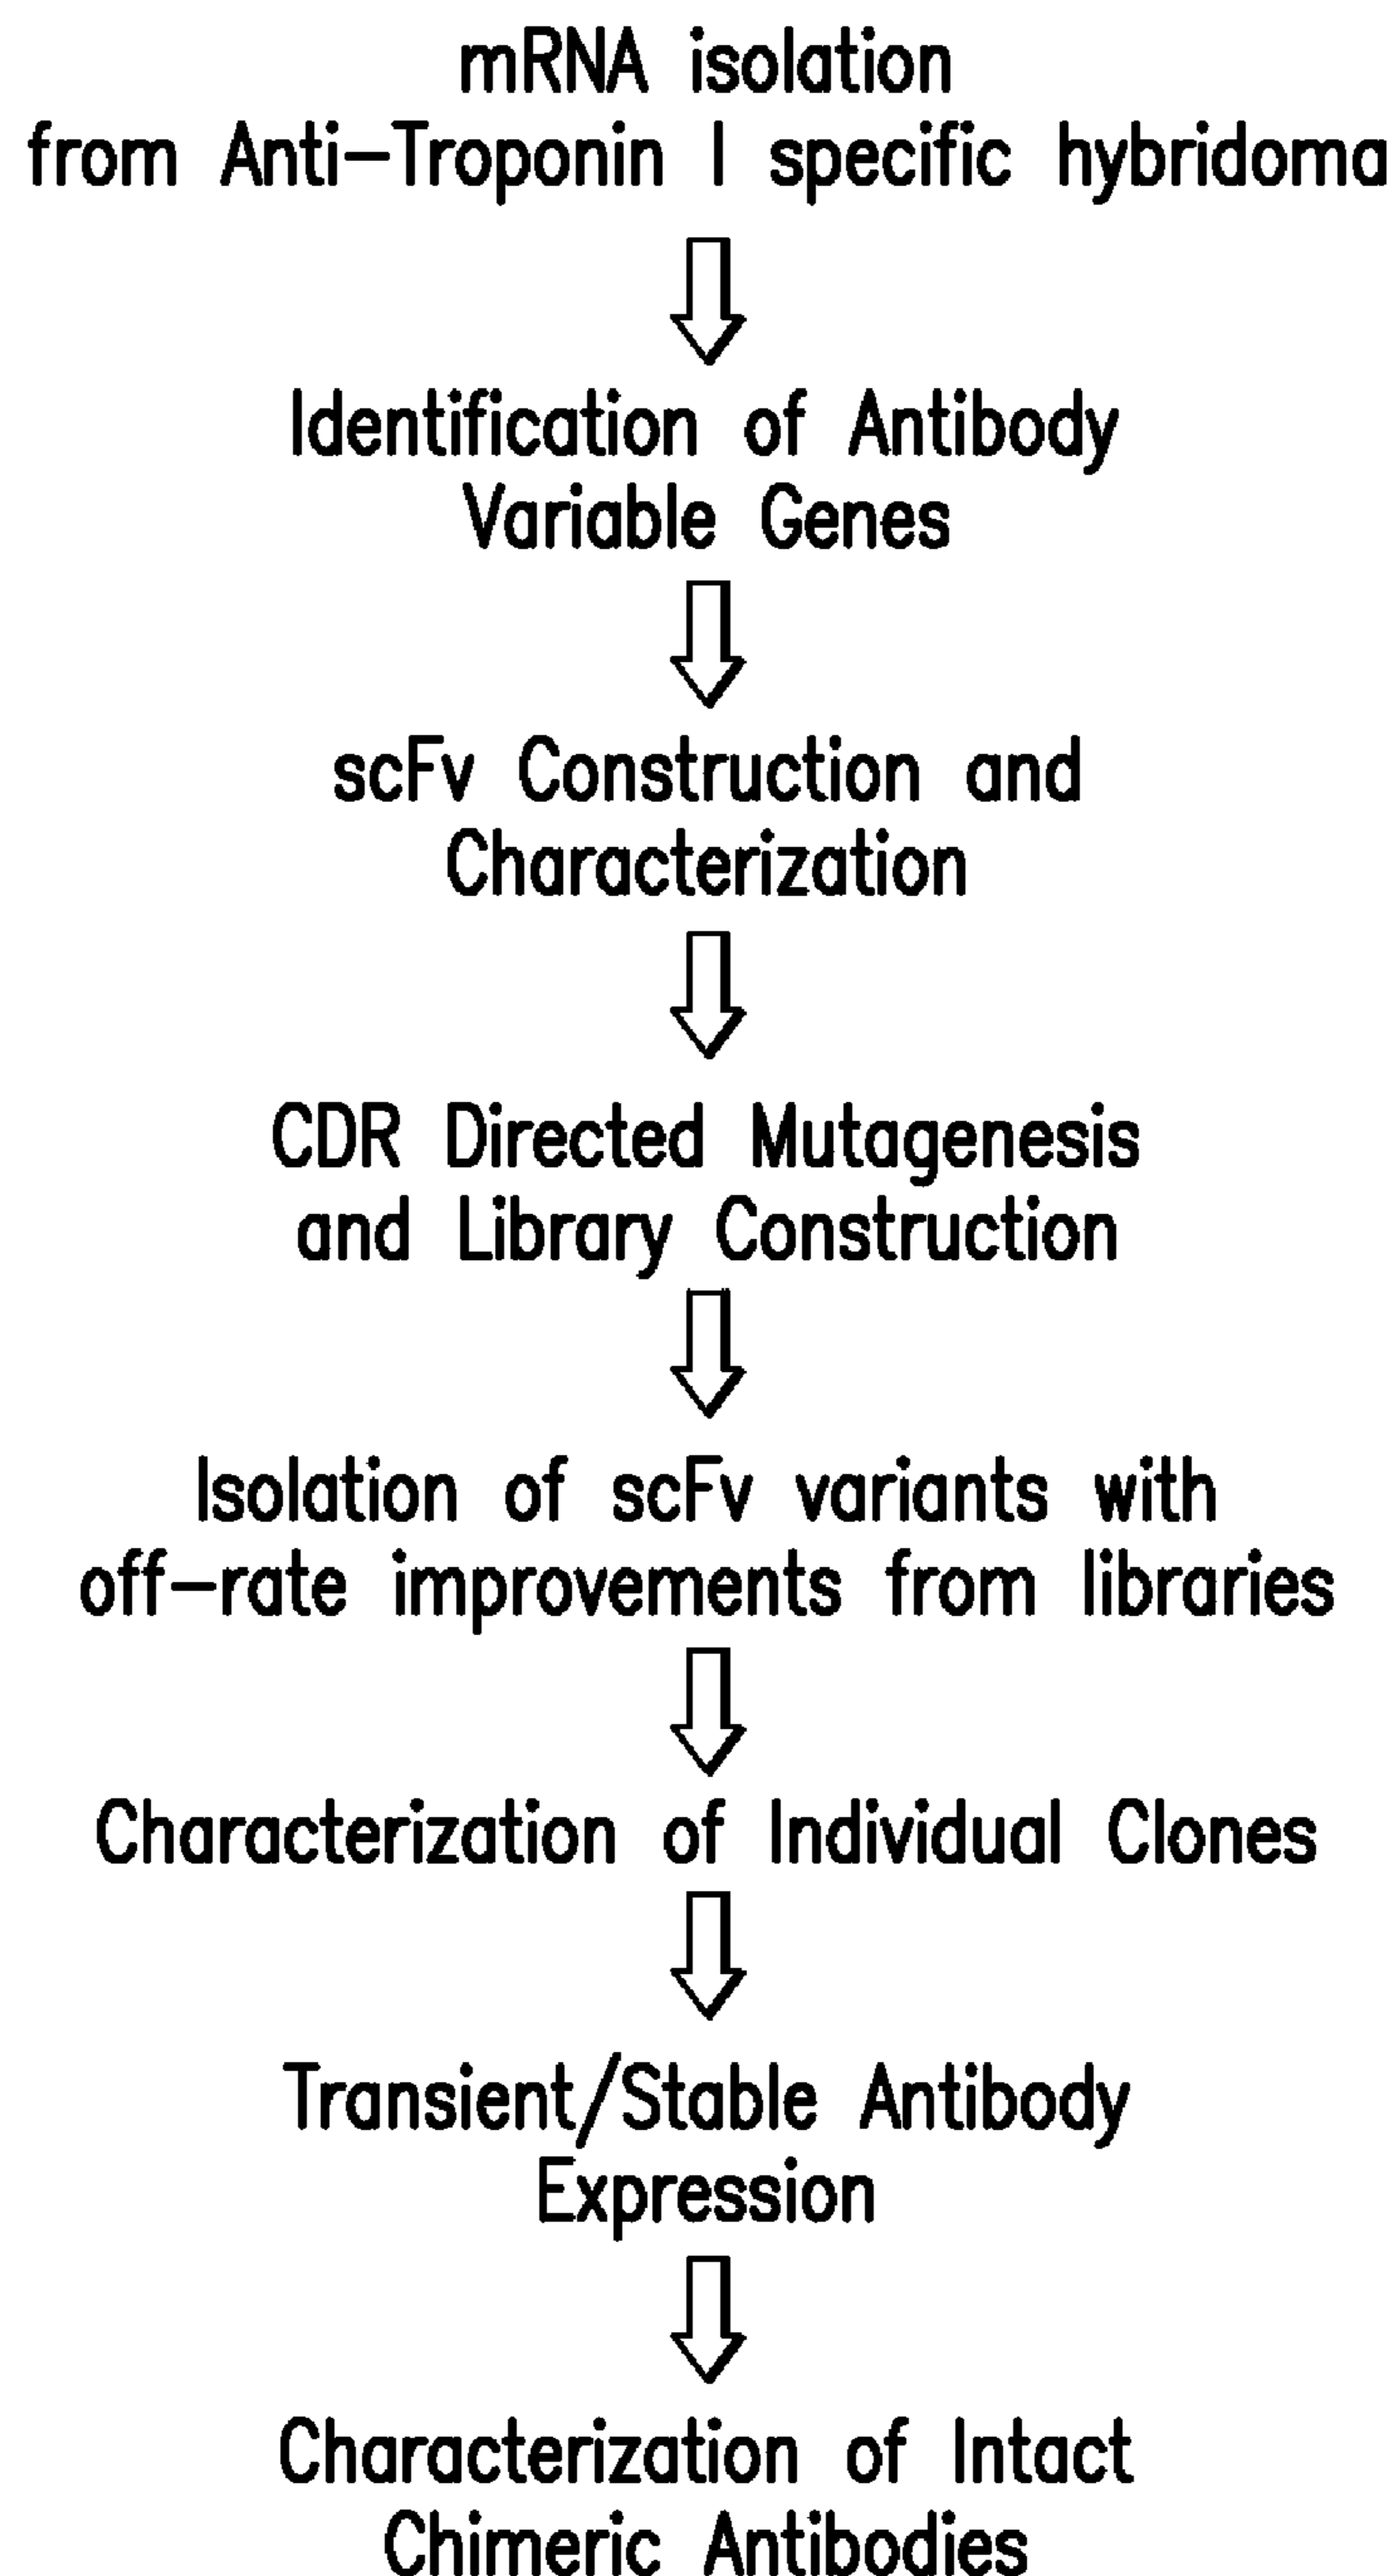 mRNA isolation
from Anti-Troponin I specific hybridoma
Identification of Antibody
Variable Genes
scFv Construction and
Characterization
CDR Directed Mutagenesis
and Library Construction
Isolation of scFv variants with
off-rate improvements from libraries
Characterization of Individual Clones
Transient/Stable Antibody
Expression
Characterization of Intact
Chimeric Antibodies